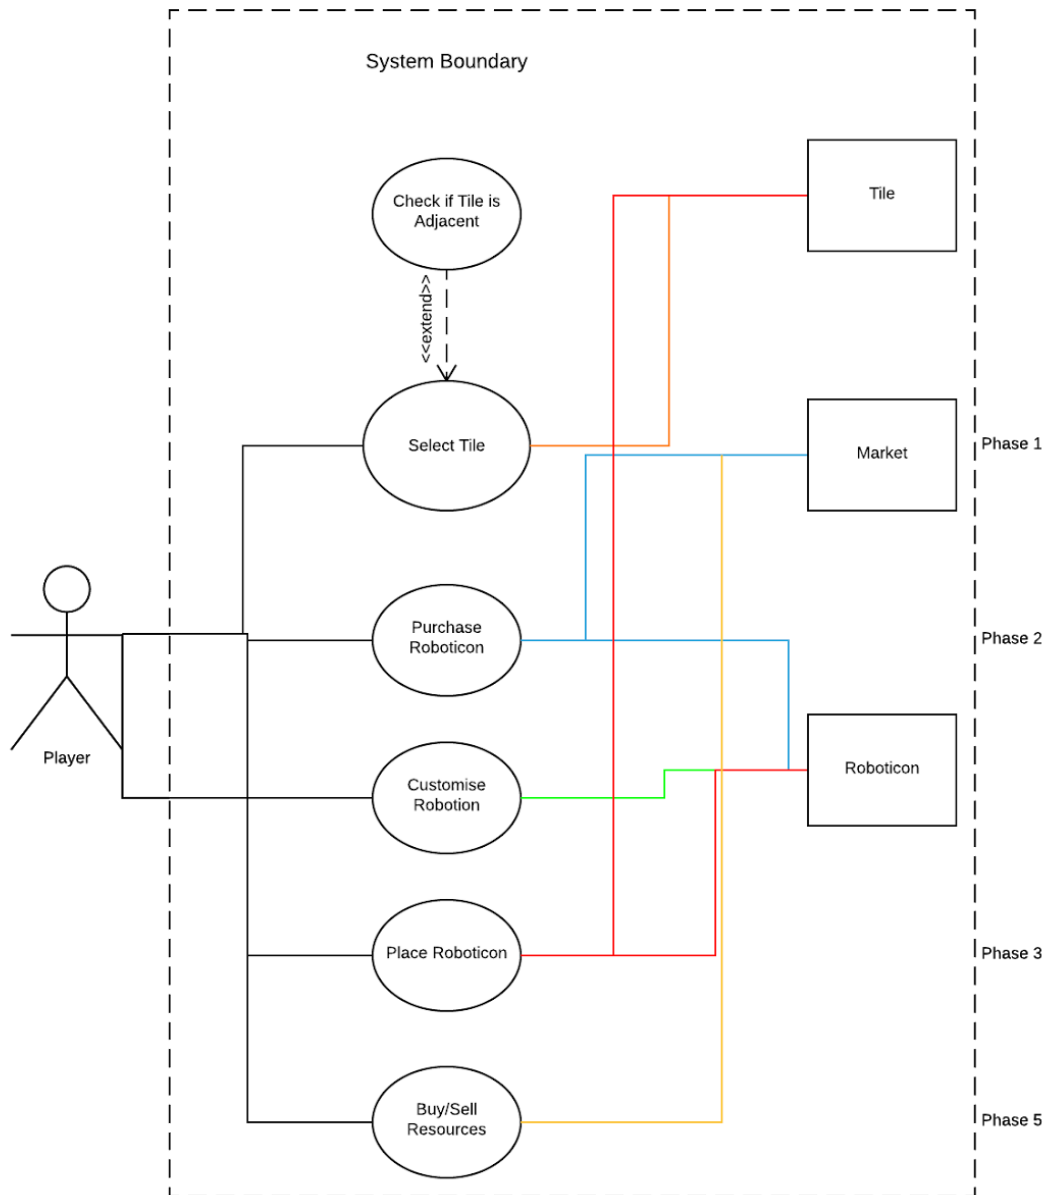 System Boundary
Check if Tile is
Adjacent
Tile
<<extend>>
Select Tile
Market
Phase 1
Purchase
Roboticon
Phase 2
Player
Customise
Robotion
Roboticon
Place Roboticon
Phase 3
Buy/Sell
Resources
Phase 5